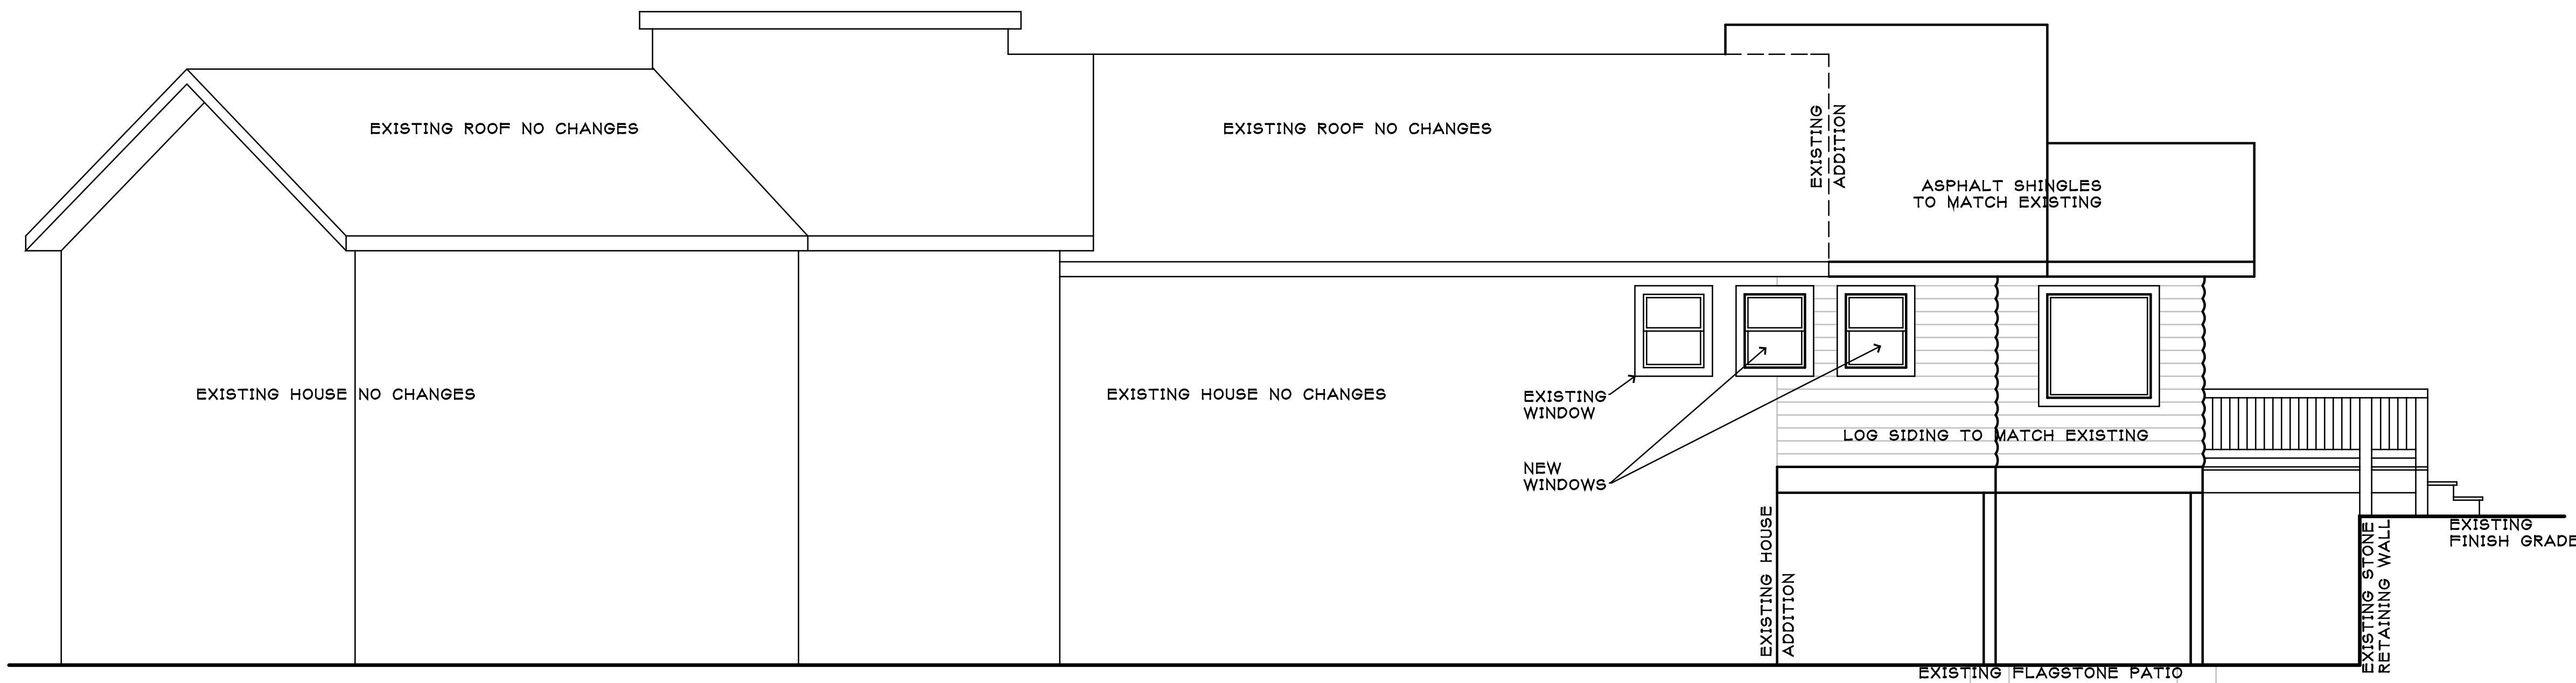 EXISTING ROOF NO CHANGES
EXISTING ROOF NO CHANGES
EXISTING
ADDITION
ASPHALT SHINGLES
TO MATCH EXISTING
EXISTING HOUSE NO CHANGES
EXISTING HOUSE NO CHANGES
EXISTING
WINDOW
NEW
WINDOWS
LOG SIDING TO MATCH EXISTING
EXISTING HOUSE
ADDITION
EXISTING STONE
RETAINING WALL
EXISTING
FINISH GRADE
EXISTING FLAGSTONE PATIO